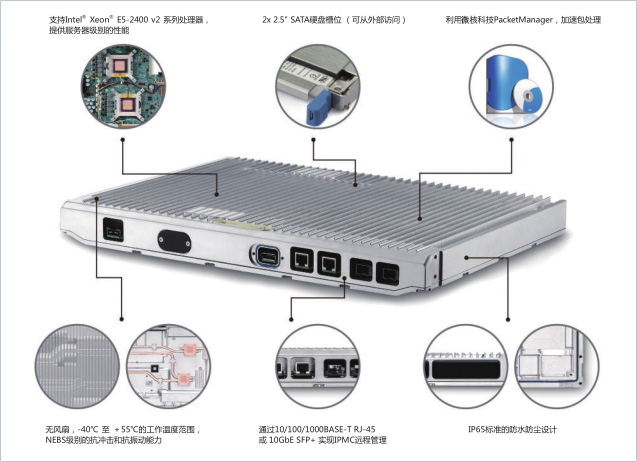 支持Intel® Xeon® E5-2400 v2 系列处理器，
提供服务器级别的性能
2x 2.5" SATA硬盘槽位（可从外部访问）
利用微核科技PacketManager，加速包处理
无风扇，-40℃ 至 +55℃的工作温度范围，
NEBS级别的抗冲击和抗振动能力
通过10/100/1000BASE-T RJ-45
或 10GbE SFP+ 实现IPMC远程管理
IP65标准的防水防尘设计